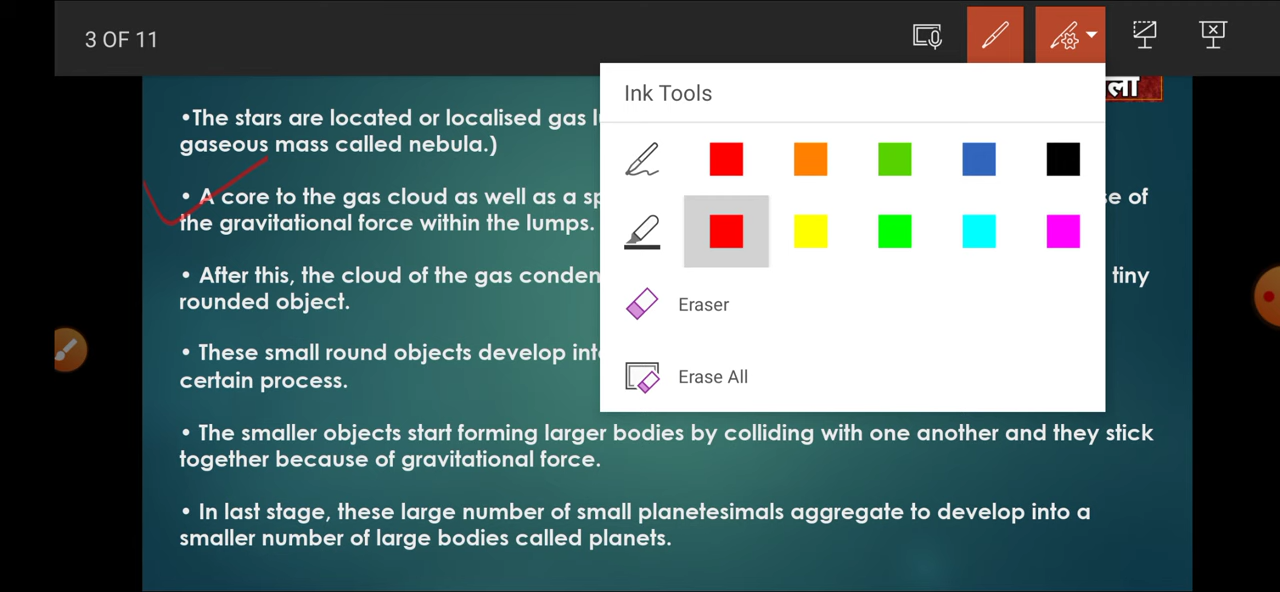 3 OF 11
Ink Tools
Eraser
Erase All
ला
•The stars are located or localised gas
gaseous mass called nebula.)
• A core to the gas cloud as well as a of
the gravitational force within the lumps.
• After this, the cloud of the gas tiny
rounded object.
• These small round objects develop
certain process.
• The smaller objects start forming larger bodies by colliding with one another and they stick
together because of gravitational force.
• In last stage, these large number of small planetesimals aggregate to develop into a
smaller number of large bodies called planets.